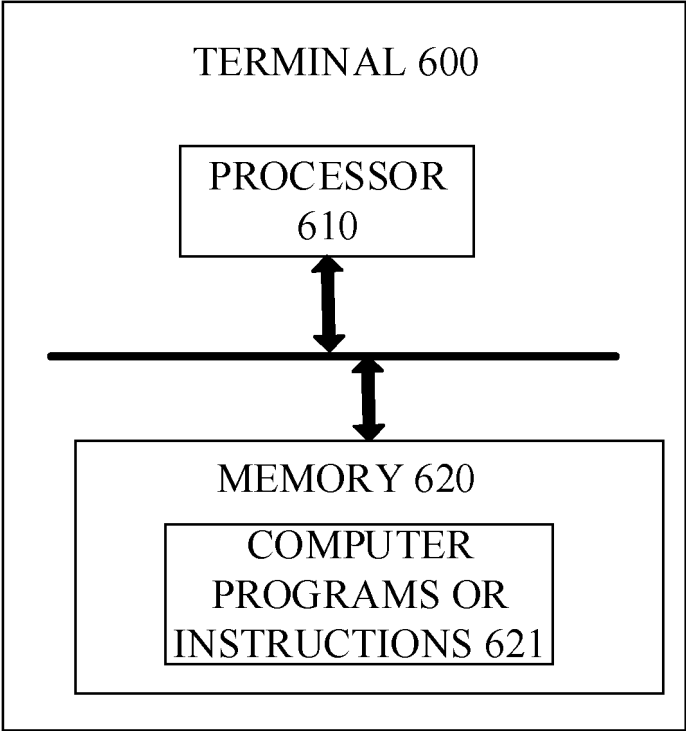 TERMINAL 600
PROCESSOR
610
MEMORY 620
COMPUTER
PROGRAMS OR
INSTRUCTIONS 621